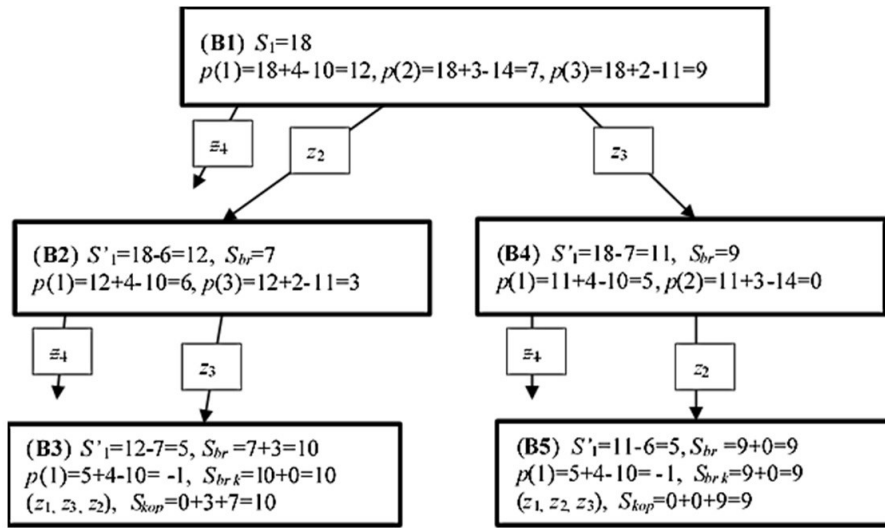 (B1) S₁=18
p(1)=18+4-10=12, p(2)=18+3-14=7, p(3)=18+2-11=9
z₄
z₂
z₃
(B2) S’₁=18-6=12, Sbr=7
p(1)=12+4-10=6, p(3)=12+2-11=3
(B4) S’₁=18-7=11, Sbr=9
p(1)=11+4-10=5, p(2)=11+3-14=0
z₄
z₃
z₄
z₂
(B3) S’₁=12-7=5, Sbr =7+3=10
p(1)=5+4-10= -1, Sbr k=10+0=10
(z₁, z₃, z₂), Skop=0+3+7=10
(B5) S’₁=11-6=5, Sbr =9+0=9
p(1)=5+4-10= -1, Sbr k=9+0=9
(z₁, z₂, z₃), Skop=0+0+9=9